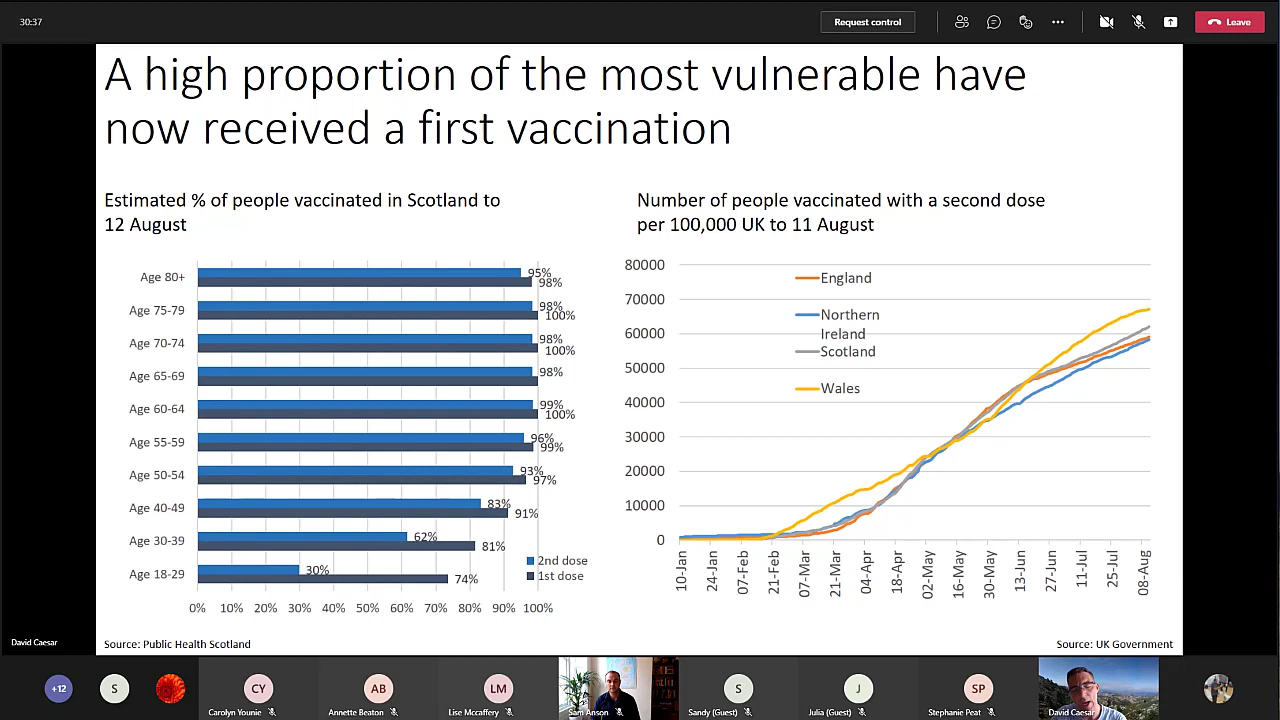 30:37
Request control
Leave
A high proportion of the most vulnerable have
now received a first vaccination
Estimated % of people vaccinated in Scotland to
12 August
Age 80+
95%
98%
Age 75-79
98%
100%
Age 70-74
98%
100%
Age 65-69
98%
Age 60-64
99%
100%
Age 55-59
96%
99%
Age 50-54
93%
97%
Age 40-49
83%
91%
Age 30-39
62%
81%
Age 18-29
30%
74%
2nd dose
1st dose
0% 10% 20% 30% 40% 50% 60% 70% 80% 90% 100%
Source: Public Health Scotland
Number of people vaccinated with a second dose
per 100,000 UK to 11 August
80000
70000
60000
50000
40000
30000
20000
10000
0
England
Northern
Ireland
Scotland
Wales
10-Jan 24-Jan 07-Feb 21-Feb 07-Mar 21-Mar 04-Apr 18-Apr 02-May 16-May 30-May 13-Jun 27-Jun 11-Jul 25-Jul 08-Aug
Source: UK Government
David Caesar
+12
S
CY
Carolyn Younie
AB
Annette Beaton
LM
Lise Mccaffery
Sam Anson
S
Sandy (Guest)
J
Julia (Guest)
SP
Stephanie Peat
David Caesar